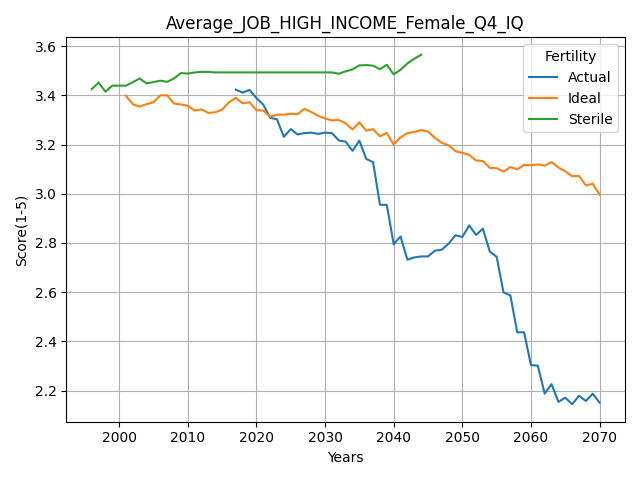 Average_JOB_HIGH_INCOME_Female_Q4_IQ
Fertility
Actual
Ideal
Sterile
Score(1-5)
3.6
3.4
3.2
3.0
2.8
2.6
2.4
2.2
2000 2010 2020 2030 2040 2050 2060 2070
Years